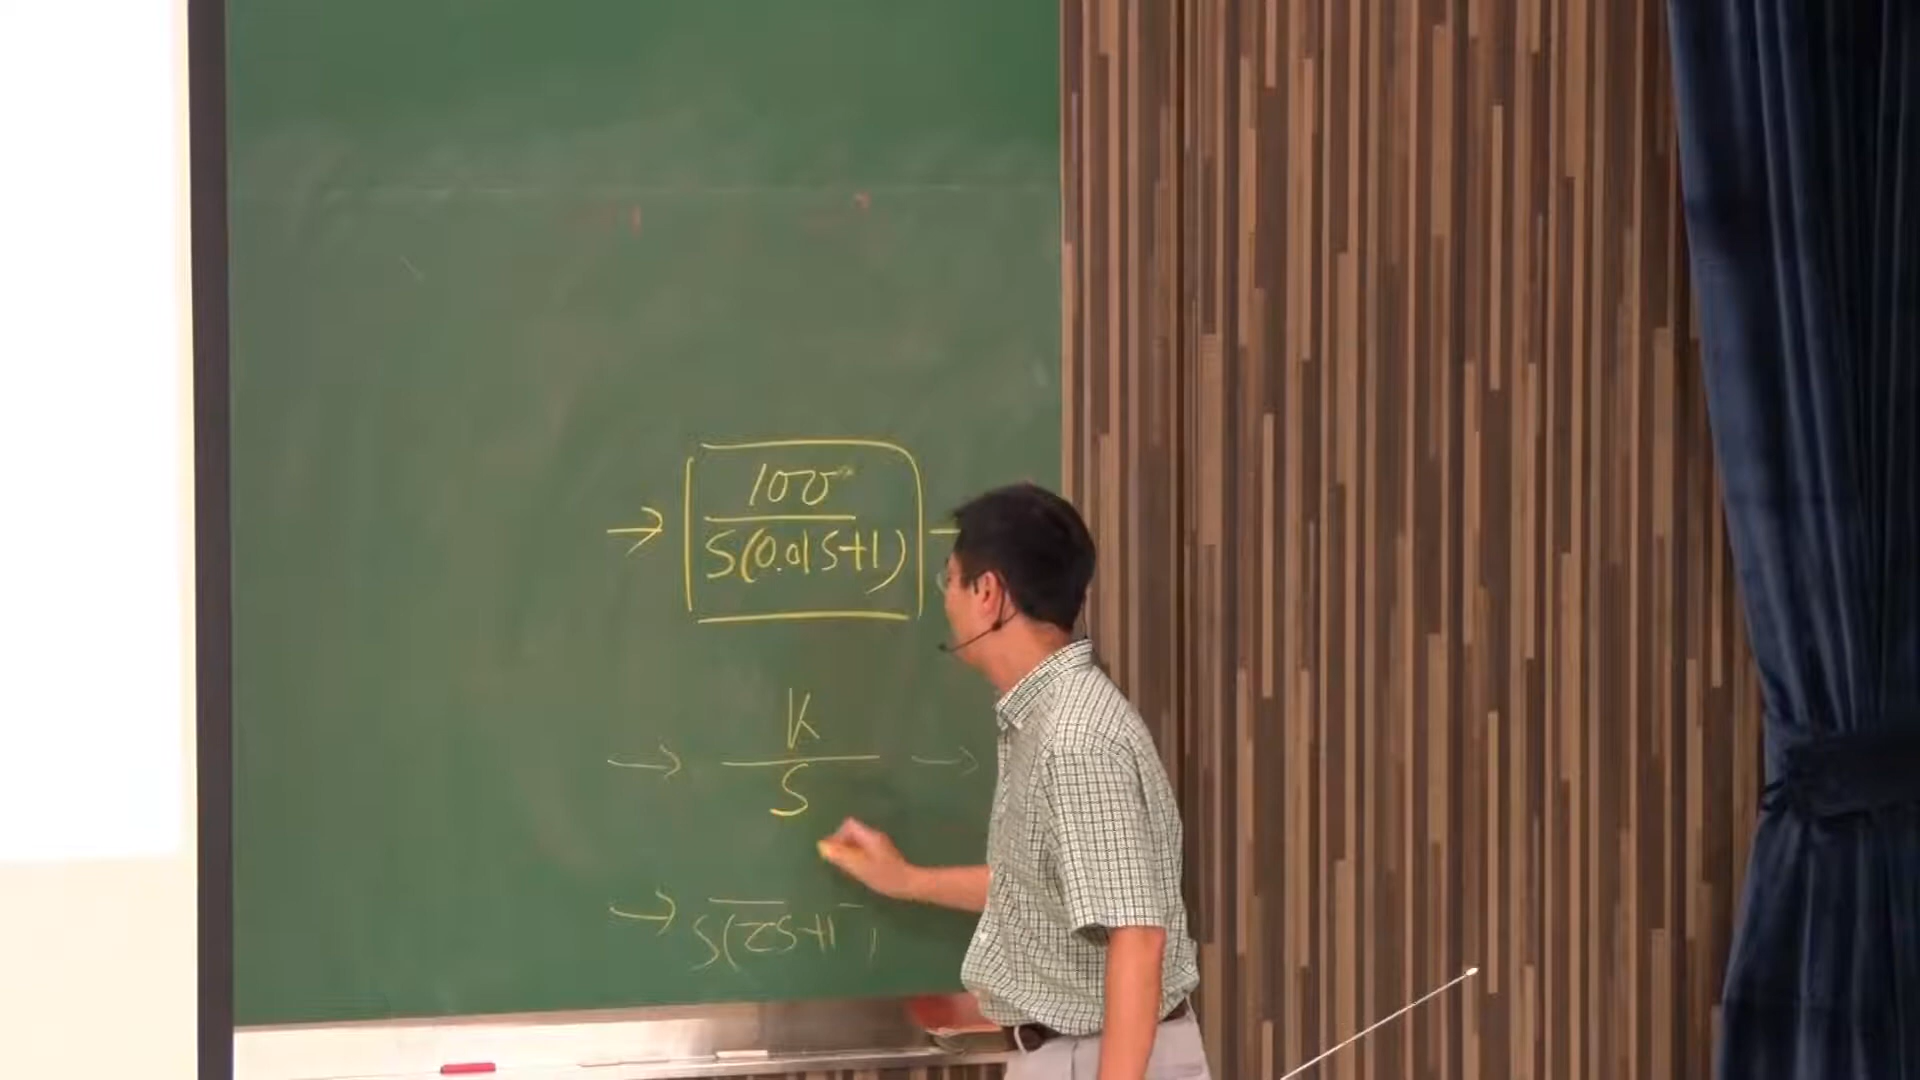 → 100 / S(0.01S+1) —
→ K / S →
→ — / S(τS+1)